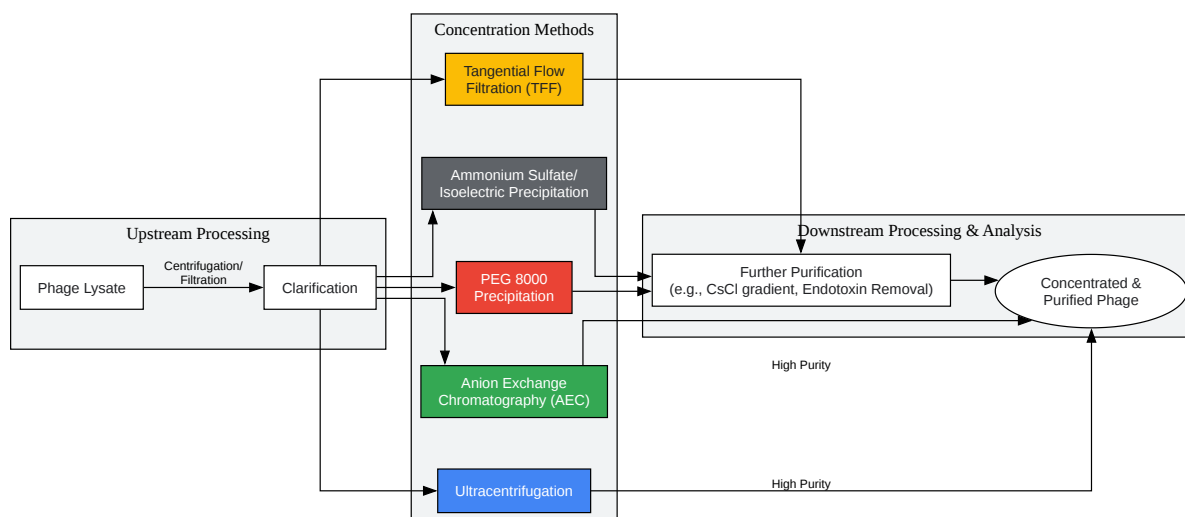 Concentration Methods
Tangential Flow
Filtration (TFF)
Ammonium Sulfate/
Isoelectric Precipitation
Upstream Processing
Phage Lysate
Centrifugation/
Filtration
Clarification
PEG 8000
Precipitation
Anion Exchange
Chromatography (AEC)
Ultracentrifugation
Downstream Processing & Analysis
Further Purification
(e.g., CsCl gradient, Endotoxin Removal)
Concentrated &
Purified Phage
High Purity
High Purity